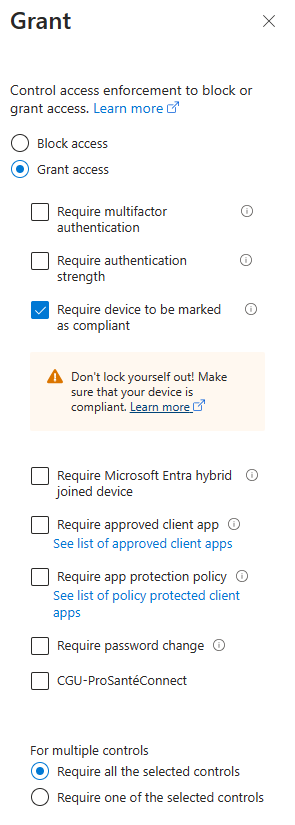 Grant
Control access enforcement to block or
grant access. Learn more
Block access
Grant access
Require multifactor
authentication
Require authentication
strength
Require device to be marked
as compliant
Don't lock yourself out! Make
sure that your device is
compliant. Learn more
Require Microsoft Entra hybrid
joined device
Require approved client app
See list of approved client apps
Require app protection policy
See list of policy protected client
apps
Require password change
CGU-ProSantéConnect
For multiple controls
Require all the selected controls
Require one of the selected controls